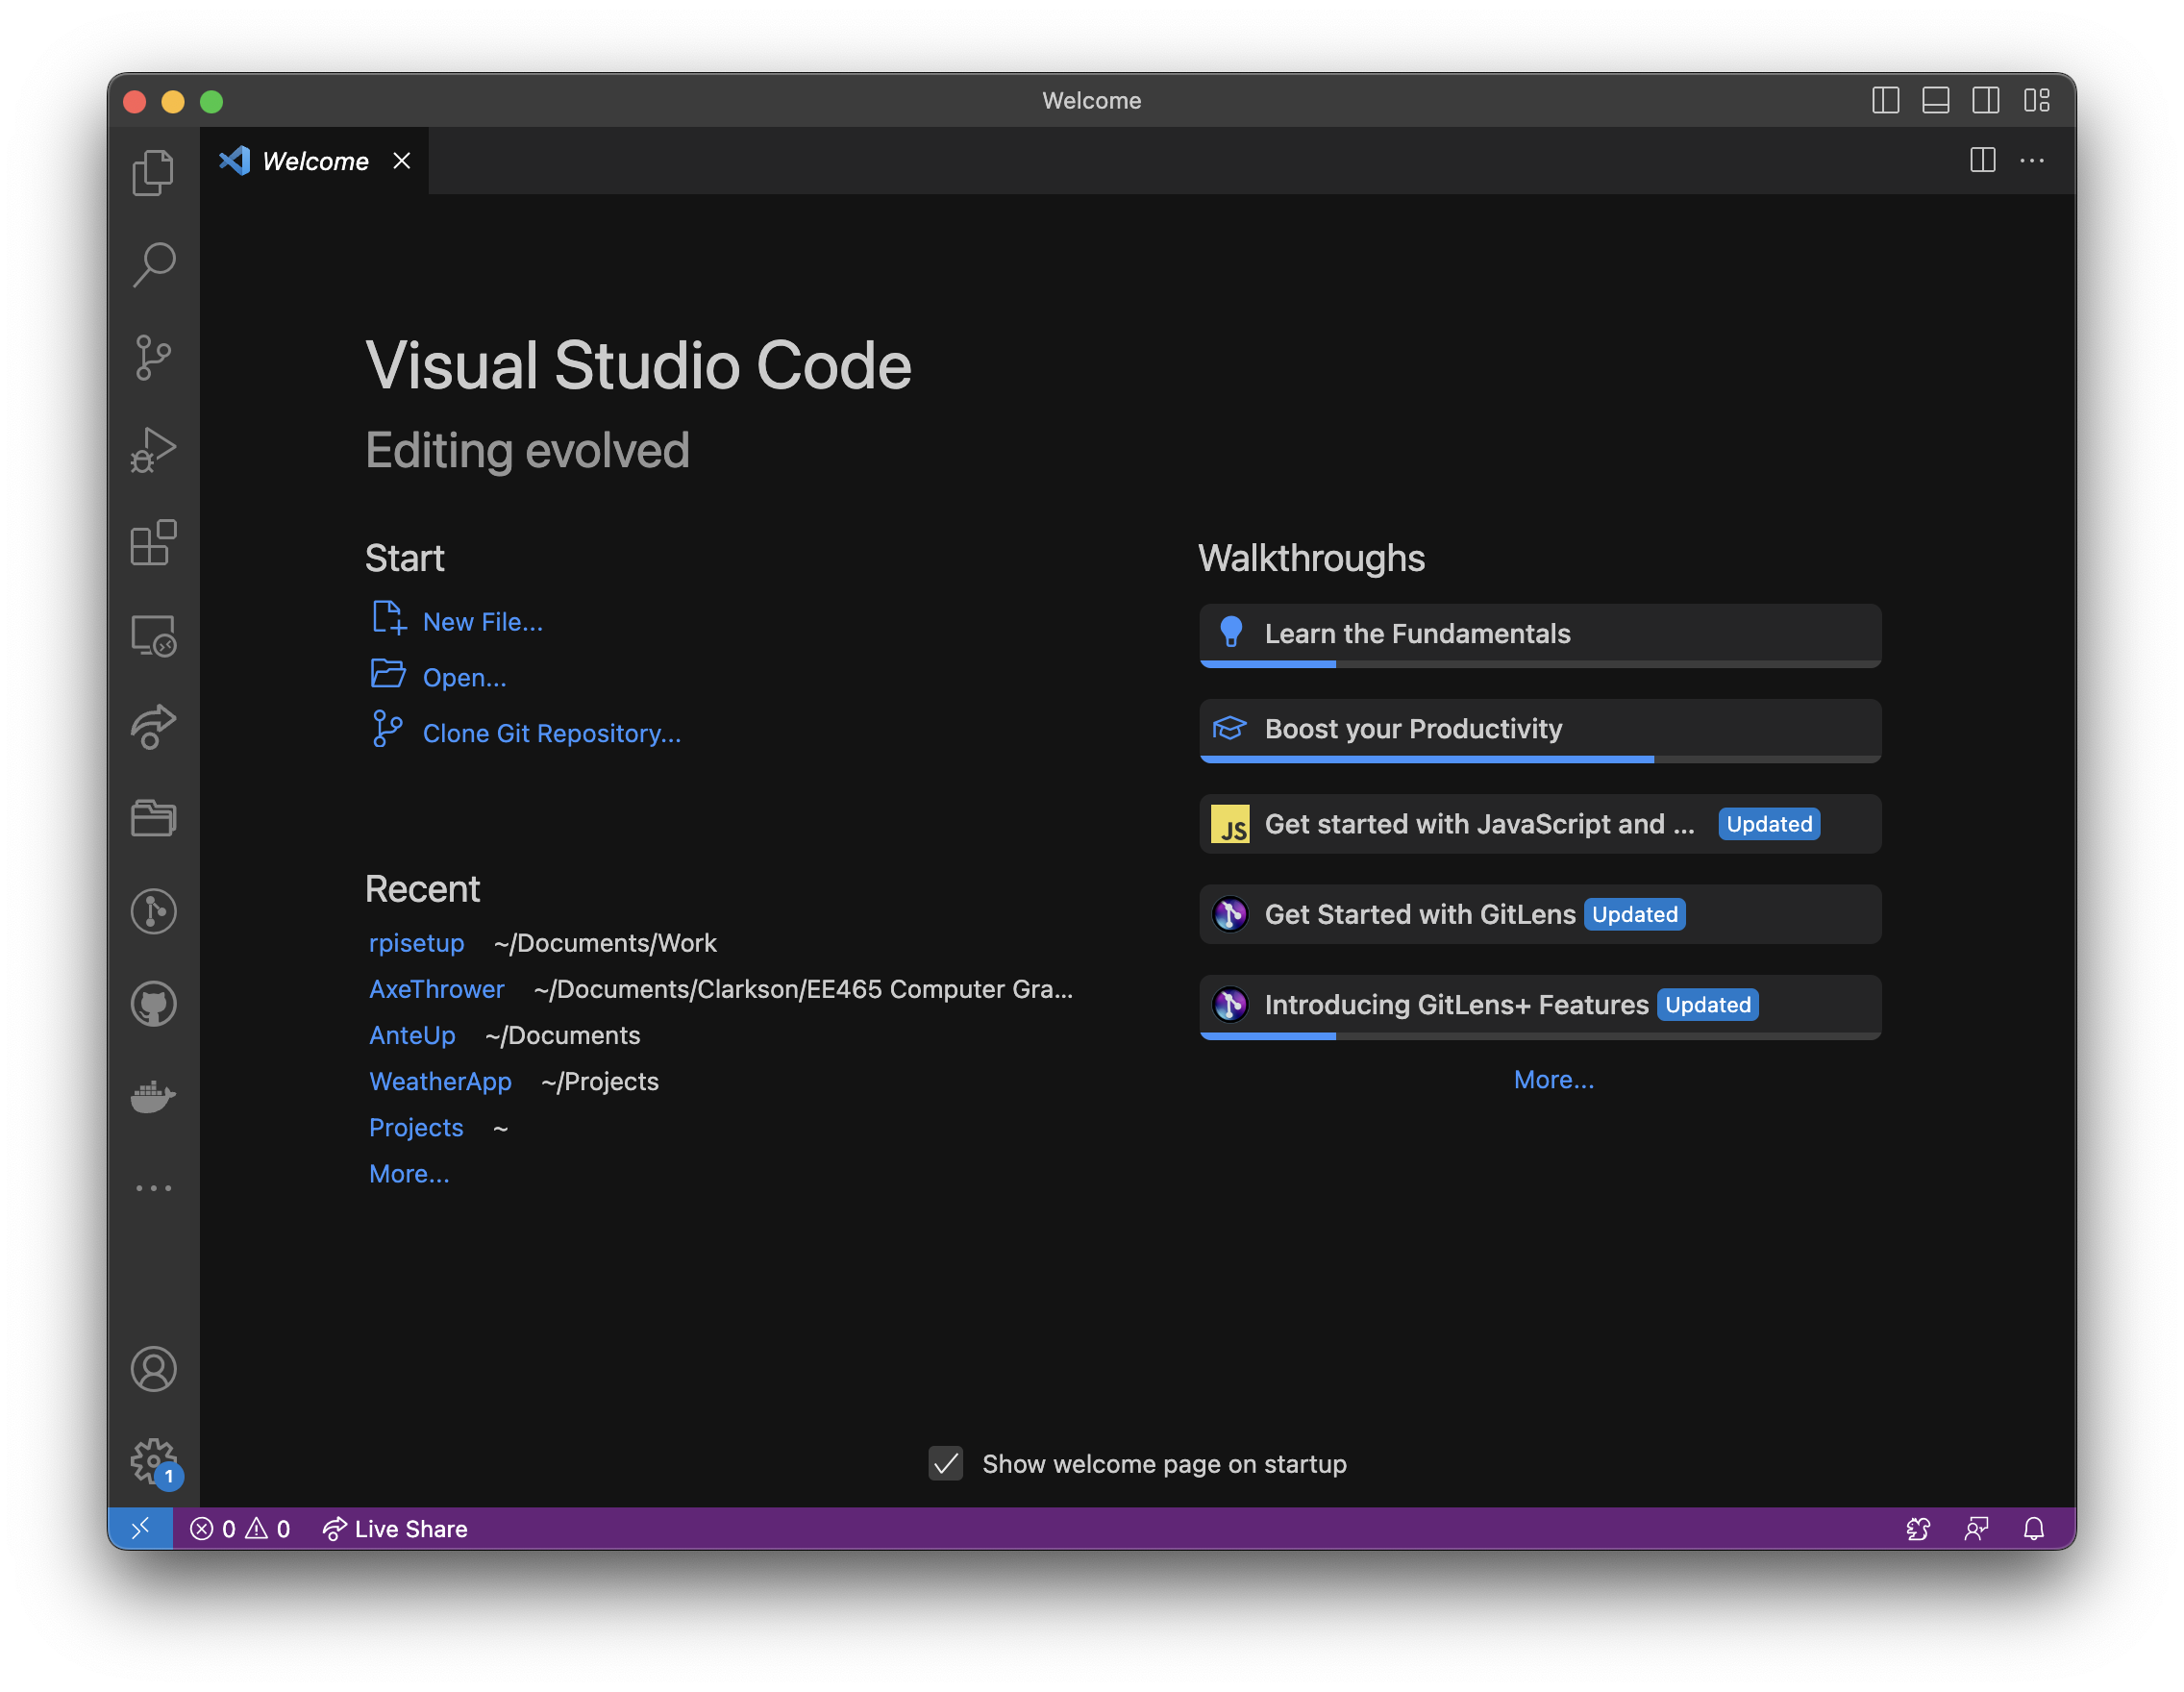 Welcome
Welcome
Visual Studio Code
Editing evolved
Start
New File...
Open...
Clone Git Repository...
Recent
rpisetup ~/Documents/Work
AxeThrower ~/Documents/Clarkson/EE465 Computer Gra...
AnteUp ~/Documents
WeatherApp ~/Projects
Projects ~
More...
Walkthroughs
Learn the Fundamentals
Boost your Productivity
JS Get started with JavaScript and ... Updated
Get Started with GitLens Updated
Introducing GitLens+ Features Updated
More...
Show welcome page on startup
1
0 0 Live Share